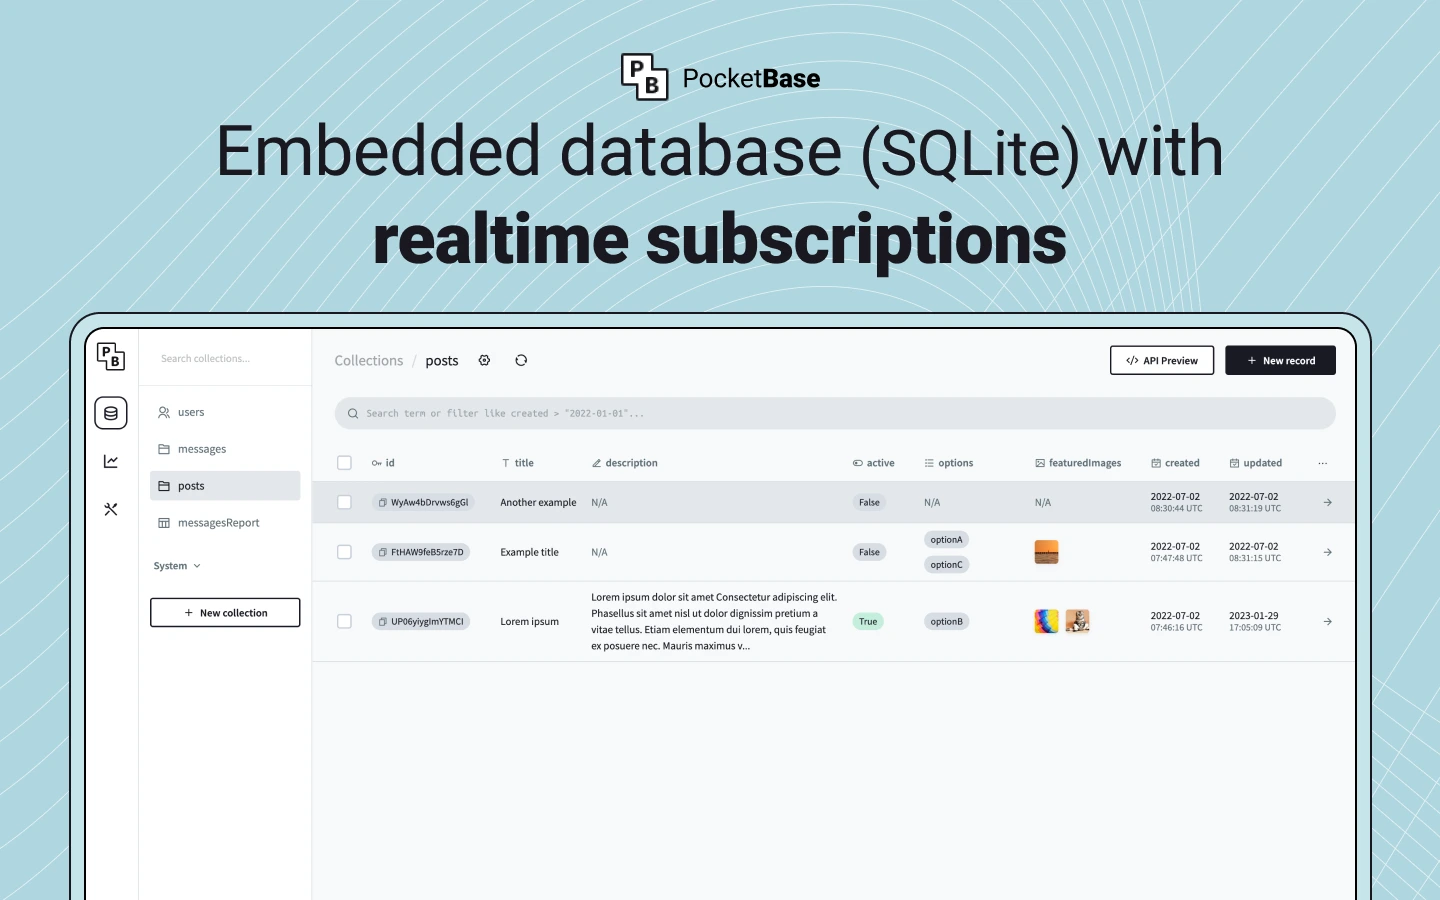 P
B
PocketBase
Embedded database (SQLite) with
realtime subscriptions
P
B
Search collections...
users
messages
posts
messagesReport
System
+ New collection
Collections / posts
</> API Preview
+ New record
Search term or filter like created > "2022-01-01"...
id title description active options featuredImages created updated ...
WyAw4bDrvws6gGl Another example N/A False N/A N/A 2022-07-02 2022-07-02
08:30:44 UTC 08:31:19 UTC
FtHAW9feB5rze7D Example title N/A False optionA 2022-07-02 2022-07-02
optionC 07:47:48 UTC 08:31:15 UTC
Lorem ipsum dolor sit amet Consectetur adipiscing elit.
Phasellus sit amet nisl ut dolor dignissim pretium a
UP06yiygImYTMCI Lorem ipsum vitae tellus. Etiam elementum dui lorem, quis feugiat True optionB 2022-07-02 2023-01-29
07:46:16 UTC 17:05:09 UTC
ex posuere nec. Mauris maximus v...